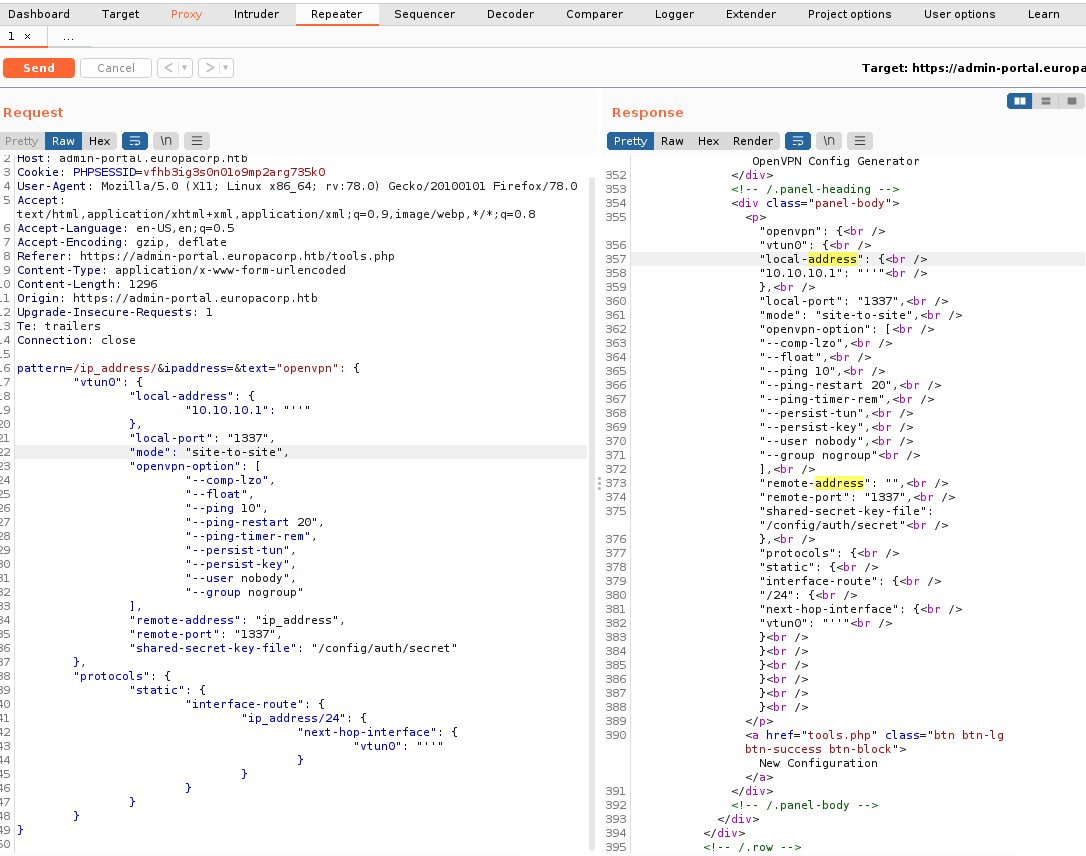 Dashboard Target Proxy Intruder Repeater Sequencer Decoder Comparer Logger Extender Project options User options Learn
1 × ...
Send Cancel < > Target: https://admin-portal.europa
Request
Pretty Raw Hex \n
2 Host: admin-portal.europacorp.htb
3 Cookie: PHPSESSID=vfhb3ig3s0n01o9mp2arg735k0
4 User-Agent: Mozilla/5.0 (X11; Linux x86_64; rv:78.0) Gecko/20100101 Firefox/78.0
5 Accept:
text/html,application/xhtml+xml,application/xml;q=0.9,image/webp,*/*;q=0.8
6 Accept-Language: en-US,en;q=0.5
7 Accept-Encoding: gzip, deflate
8 Referer: https://admin-portal.europacorp.htb/tools.php
9 Content-Type: application/x-www-form-urlencoded
10 Content-Length: 1296
11 Origin: https://admin-portal.europacorp.htb
12 Upgrade-Insecure-Requests: 1
13 Te: trailers
14 Connection: close
15
16 pattern=/ip_address/&ipaddress=&text="openvpn": {
17 "vtun0": {
18 "local-address": {
19 "10.10.10.1": "''"
20 },
21 "local-port": "1337",
22 "mode": "site-to-site",
23 "openvpn-option": [
24 "--comp-lzo",
25 "--float",
26 "--ping 10",
27 "--ping-restart 20",
28 "--ping-timer-rem",
29 "--persist-tun",
30 "--persist-key",
31 "--user nobody",
32 "--group nogroup"
33 ],
34 "remote-address": "ip_address",
35 "remote-port": "1337",
36 "shared-secret-key-file": "/config/auth/secret"
37 },
38 "protocols": {
39 "static": {
40 "interface-route": {
41 "ip_address/24": {
42 "next-hop-interface": {
43 "vtun0": "''"
44 }
45 }
46 }
47 }
48 }
49 }
50
Response
Pretty Raw Hex Render \n
OpenVPN Config Generator
352 </div>
353 <!-- /.panel-heading -->
354 <div class="panel-body">
355 <p>
"openvpn": {<br />
356 "vtun0": {<br />
357 "local-address": {<br />
358 "10.10.10.1": "''"<br />
359 },<br />
360 "local-port": "1337",<br />
361 "mode": "site-to-site",<br />
362 "openvpn-option": [<br />
363 "--comp-lzo",<br />
364 "--float",<br />
365 "--ping 10",<br />
366 "--ping-restart 20",<br />
367 "--ping-timer-rem",<br />
368 "--persist-tun",<br />
369 "--persist-key",<br />
370 "--user nobody",<br />
371 "--group nogroup"<br />
372 ],<br />
373 "remote-address": "",<br />
374 "remote-port": "1337",<br />
375 "shared-secret-key-file":
"/config/auth/secret"<br />
376 },<br />
377 "protocols": {<br />
378 "static": {<br />
379 "interface-route": {<br />
380 "/24": {<br />
381 "next-hop-interface": {<br />
382 "vtun0": "''"<br />
383 }<br />
384 }<br />
385 }<br />
386 }<br />
387 }<br />
388 }<br />
389 </p>
390 <a href="tools.php" class="btn btn-lg
btn-success btn-block">
New Configuration
</a>
391 </div>
392 <!-- /.panel-body -->
393 </div>
394 </div>
395 <!-- /.row -->